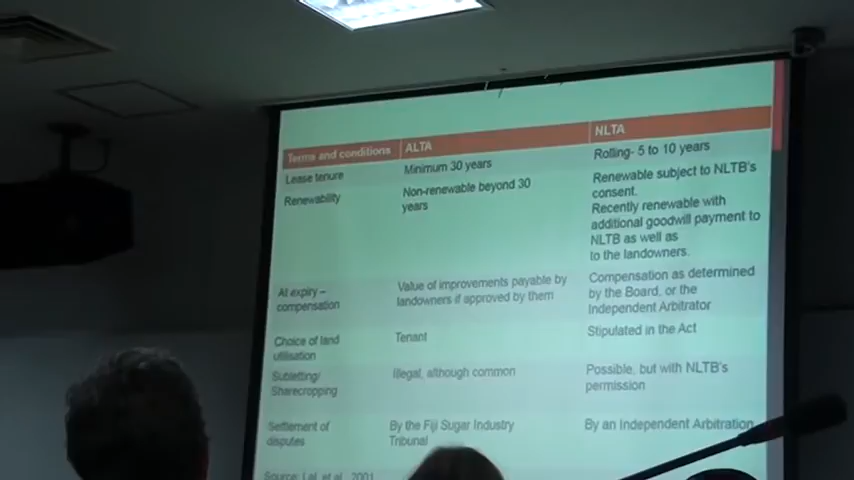 Terms and conditions ALTA NLTA
Lease tenure Minimum 30 years Rolling- 5 to 10 years
Renewability Non-renewable beyond 30 years Renewable subject to NLTB's consent.
Recently renewable with additional goodwill payment to NLTB as well as to the landowners.
At expiry – compensation Value of improvements payable by landowners if approved by them Compensation as determined by the Board, or the Independent Arbitrator
Choice of land utilisation Tenant Stipulated in the Act
Subletting/ Sharecropping Illegal, although common Possible, but with NLTB's permission
Settlement of disputes By the Fiji Sugar Industry Tribunal By an Independent Arbitration
Source: Lal, et al, 2001